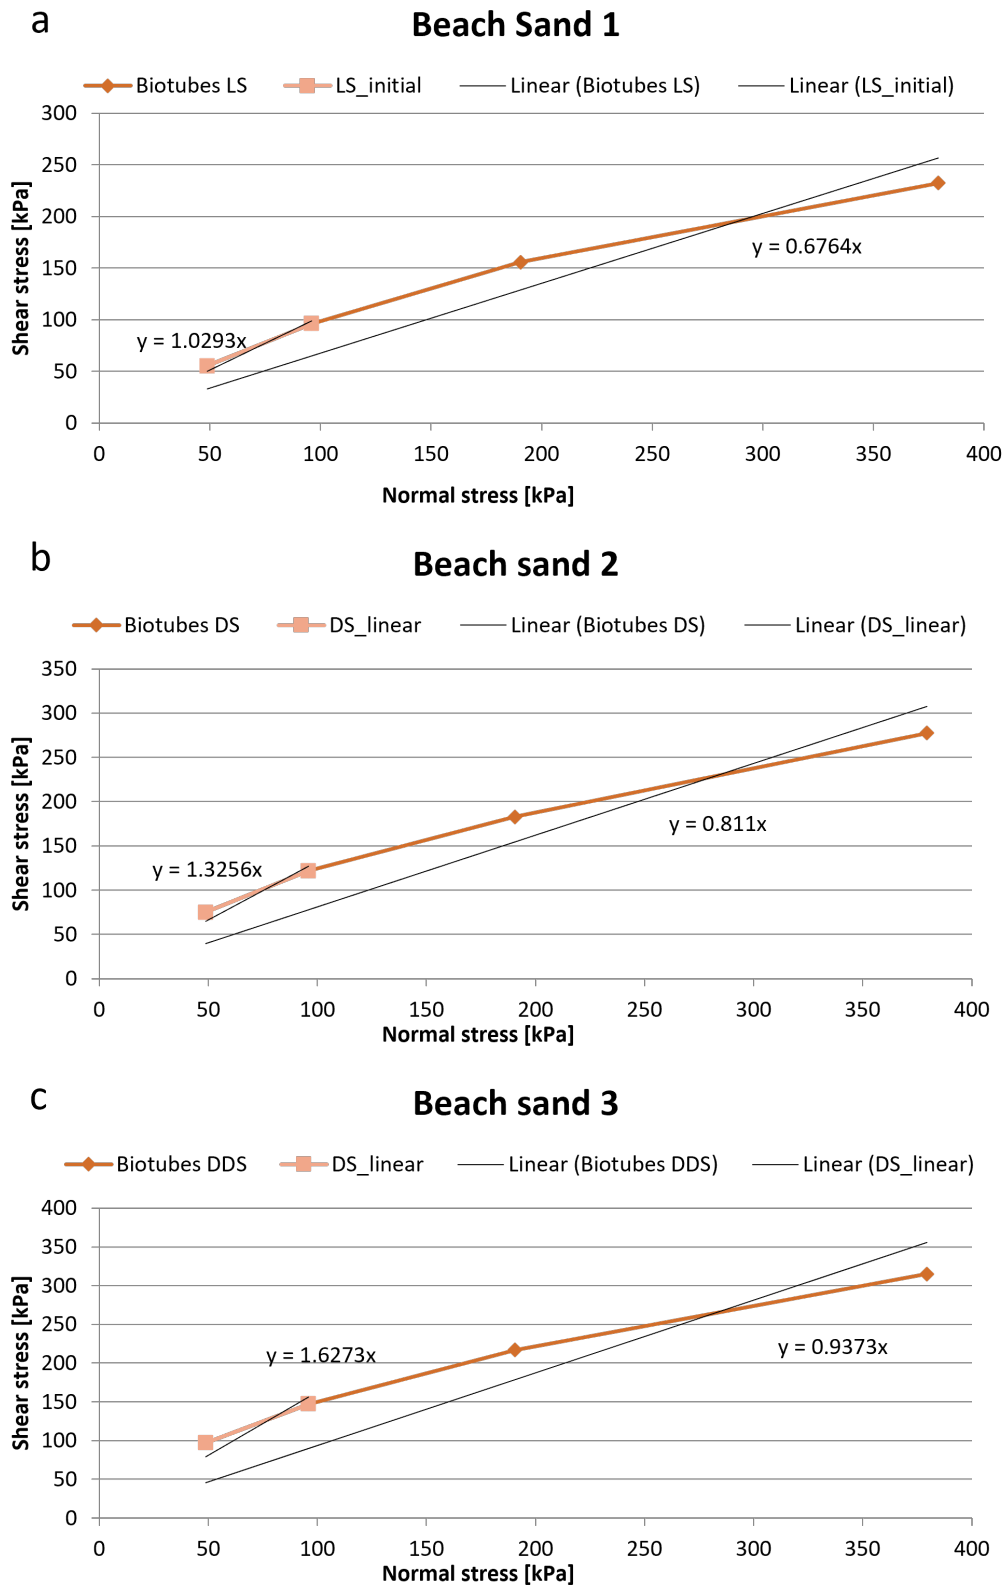 a
Beach Sand 1
Biotubes LS LS_initial Linear (Biotubes LS) Linear (LS_initial)
300
250
200
150
100
50
0
Shear stress [kPa]
y = 0.6764x
y = 1.0293x
0 50 100 150 200 250 300 350 400
Normal stress [kPa]
b
Beach sand 2
Biotubes DS DS_linear Linear (Biotubes DS) Linear (DS_linear)
350
300
250
200
150
100
50
0
Shear stress [kPa]
y = 0.811x
y = 1.3256x
0 50 100 150 200 250 300 350 400
Normal stress [kPa]
c
Beach sand 3
Biotubes DDS DS_linear Linear (Biotubes DDS) Linear (DS_linear)
400
350
300
250
200
150
100
50
0
Shear stress [kPa]
y = 0.9373x
y = 1.6273x
0 50 100 150 200 250 300 350 400
Normal stress [kPa]